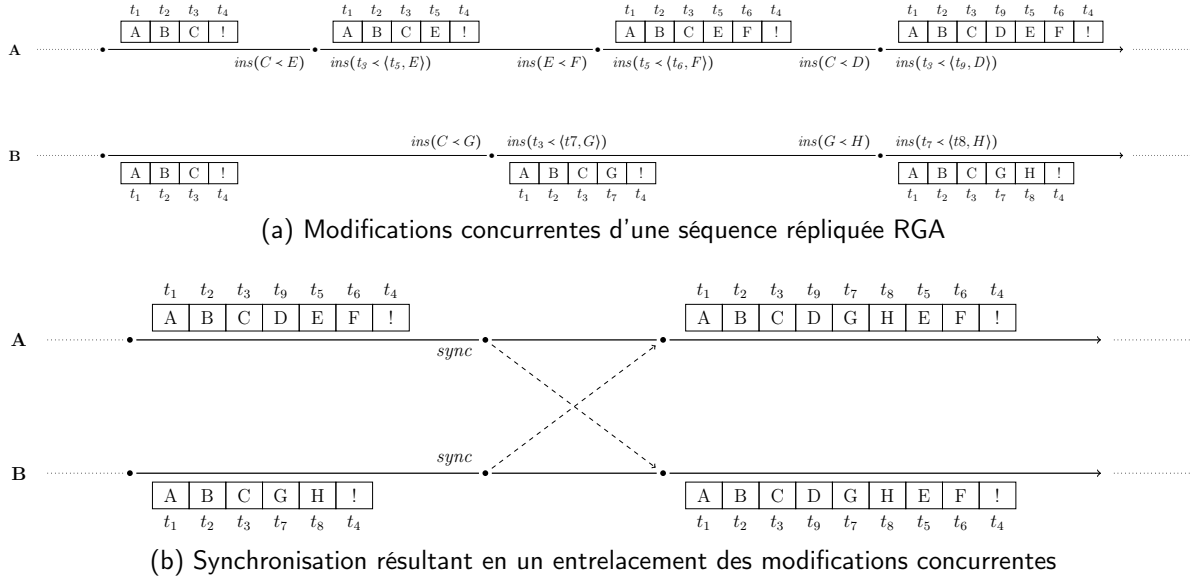 t₁ t₂ t₃ t₄ t₁ t₂ t₃ t₅ t₄ t₁ t₂ t₃ t₅ t₆ t₄ t₁ t₂ t₃ t₉ t₅ t₆ t₄
A B C ! A B C E ! A B C E F ! A B C D E F !
A
ins(C < E) ins(t₃ < ⟨t₅, E⟩) ins(E < F) ins(t₅ < ⟨t₆, F⟩) ins(C < D) ins(t₃ < ⟨t₉, D⟩)
ins(C < G) ins(t₃ < ⟨t7, G⟩) ins(G < H) ins(t₇ < ⟨t8, H⟩)
B
A B C ! A B C G ! A B C G H !
t₁ t₂ t₃ t₄ t₁ t₂ t₃ t₇ t₄ t₁ t₂ t₃ t₇ t₈ t₄
(a) Modifications concurrentes d'une séquence répliquée RGA
t₁ t₂ t₃ t₉ t₅ t₆ t₄ t₁ t₂ t₃ t₉ t₇ t₈ t₅ t₆ t₄
A B C D E F ! A B C D G H E F !
A
sync
sync
B
A B C G H ! A B C D G H E F !
t₁ t₂ t₃ t₇ t₈ t₄ t₁ t₂ t₃ t₉ t₇ t₈ t₅ t₆ t₄
(b) Synchronisation résultant en un entrelacement des modifications concurrentes